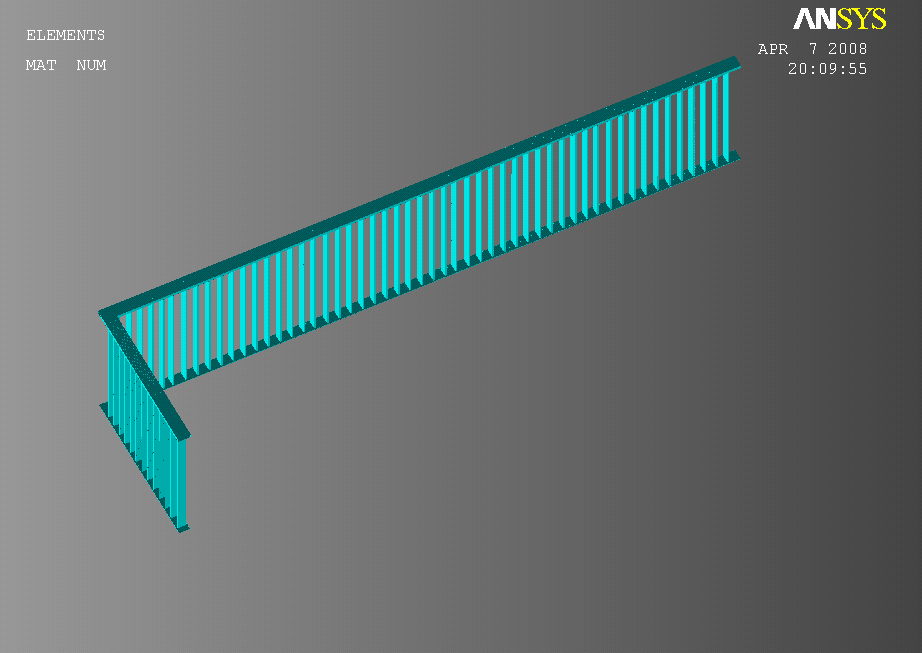 ANSYS
ELEMENTS
MAT NUM
APR 7 2008
20:09:55